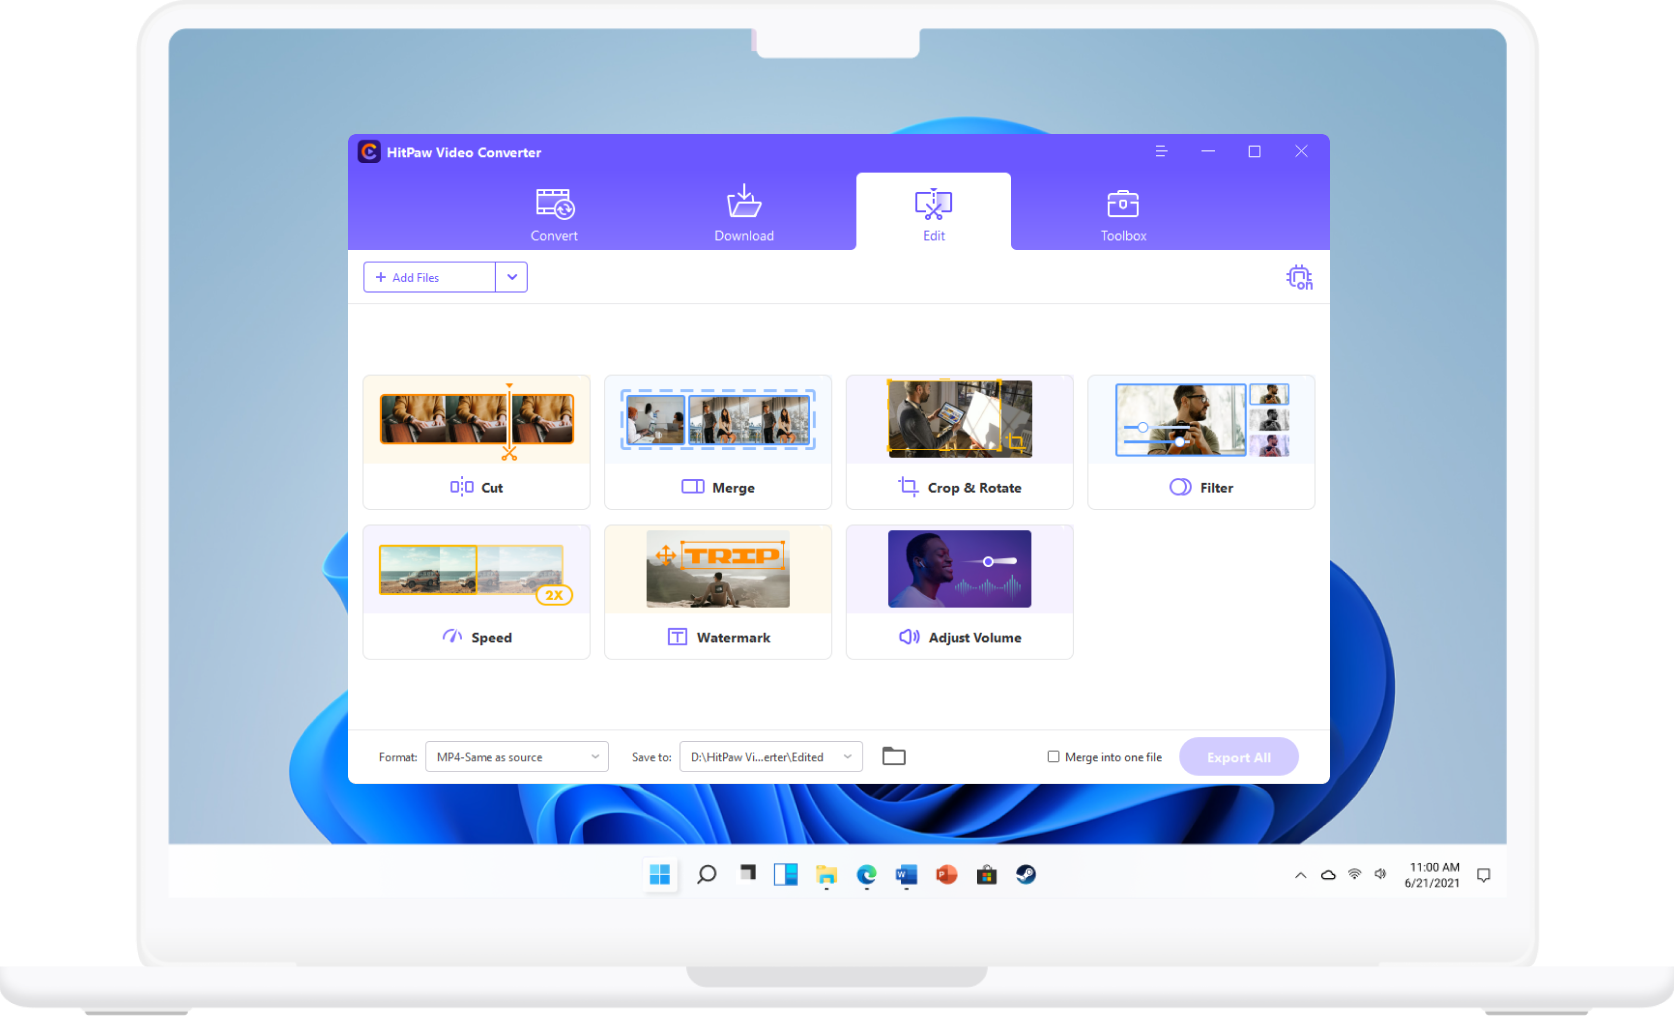 HitPaw Video Converter
Convert
Download
Edit
Toolbox
+ Add Files
on
Cut
Merge
Crop & Rotate
Filter
2X
TRIP
Speed
Watermark
Adjust Volume
Format: MP4-Same as source
Save to: D:\HitPaw Vi...erter\Edited
Merge into one file
Export All
11:00 AM
6/21/2021